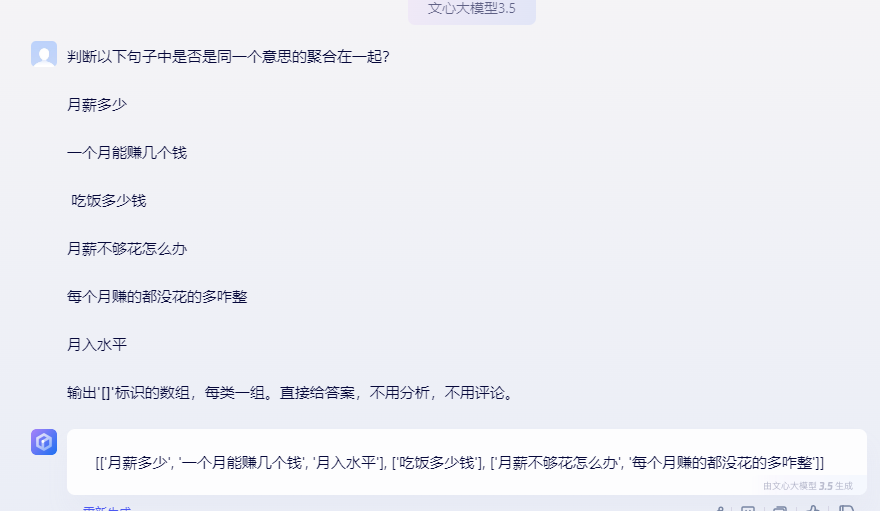 文心大模型3.5
判断以下句子中是否是同一个意思的聚合在一起?
月薪多少
一个月能赚几个钱
吃饭多少钱
月薪不够花怎么办
每个月赚的都没花的多咋整
月入水平
输出'[]'标识的数组，每类一组。直接给答案，不用分析，不用评论。
[['月薪多少', '一个月能赚几个钱', '月入水平'], ['吃饭多少钱'], ['月薪不够花怎么办', '每个月赚的都没花的多咋整']]
由文心大模型 3.5 生成
重新生成